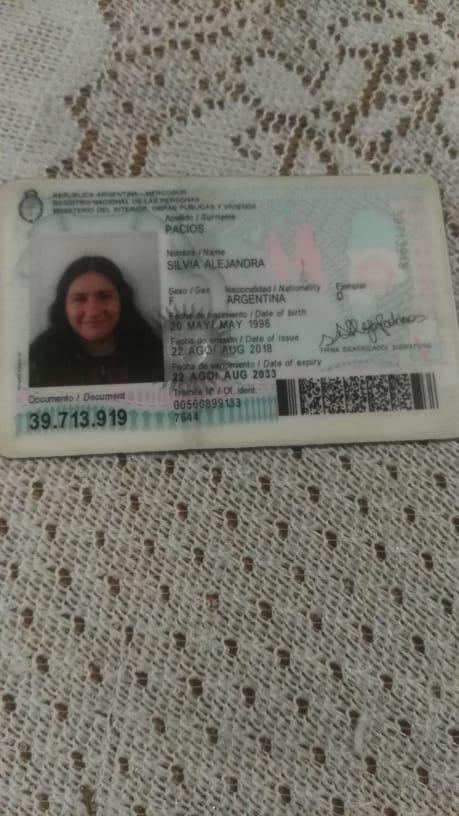 REPUBLICA ARGENTINA - MERCOSUR
REGISTRO NACIONAL DE LAS PERSONAS
MINISTERIO DEL INTERIOR, OBRAS PUBLICAS Y VIVIENDA
Apellido / Surname
PACIOS
Nombre / Name
SILVIA ALEJANDRA
Sexo / Sex Nacionalidad / Nationality Ejemplar
F ARGENTINA D
Fecha de nacimiento / Date of birth
20 MAY/ MAY 1996
Fecha de emisión / Date of issue
22 AGO/ AUG 2018
Fecha de vencimiento / Date of expiry
22 AGO/ AUG 2033
FIRMA IDENTIFICADO/ SIGNATURE
Documento / Document
39.713.919
Trámite Nº / Of. ident.
00560899133
7644